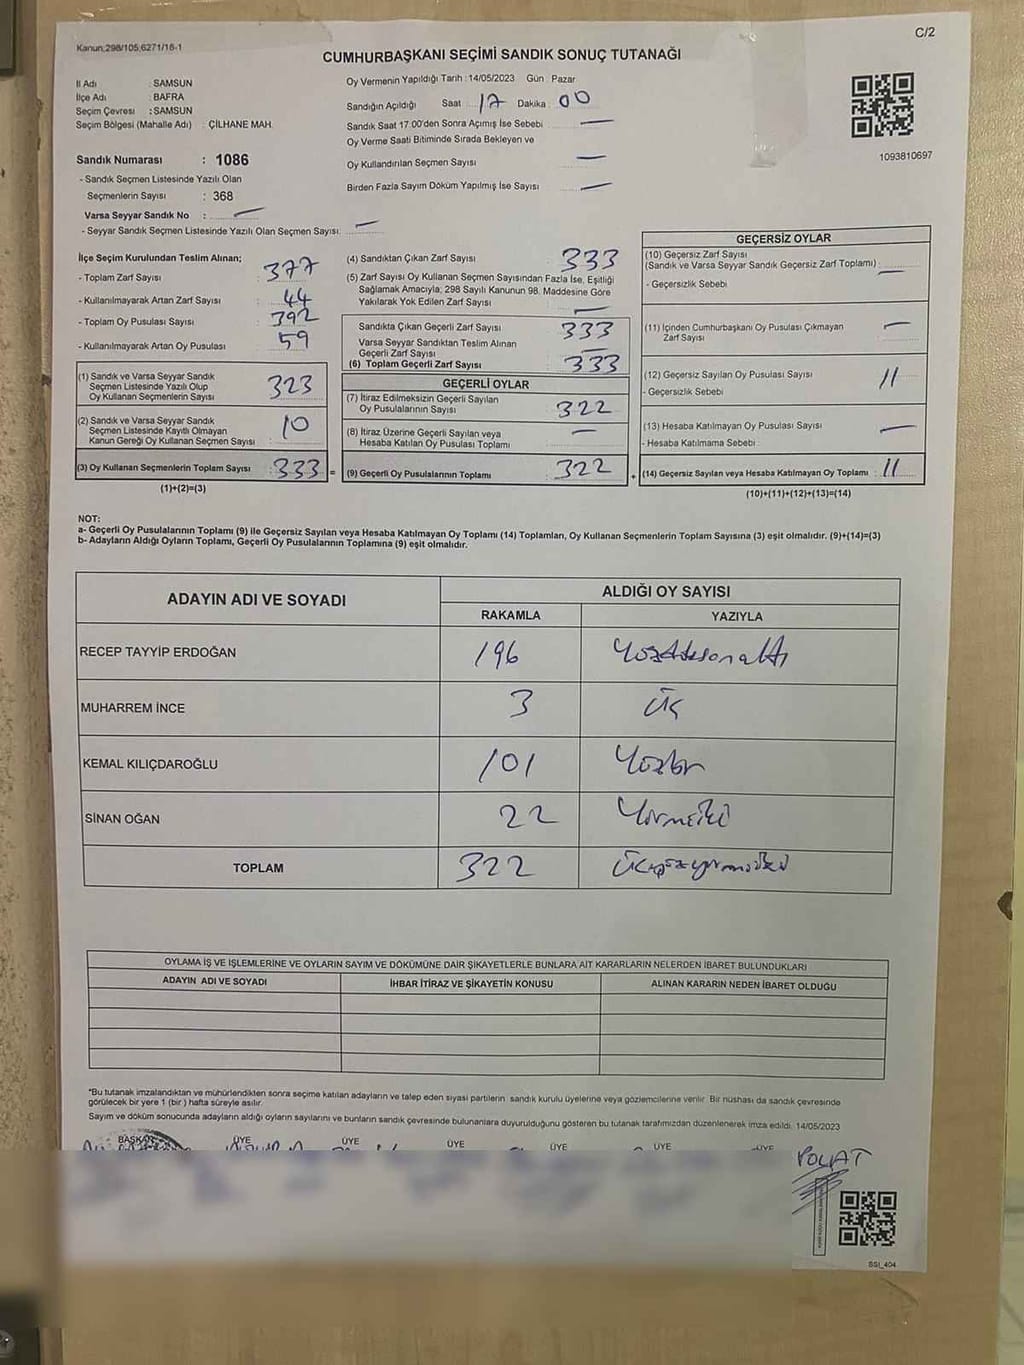 Kanun;298/105,6271/16-1
C/2
CUMHURBAŞKANI SEÇİMİ SANDIK SONUÇ TUTANAĞI
İl Adı : SAMSUN
İlçe Adı : BAFRA
Seçim Çevresi : SAMSUN
Seçim Bölgesi (Mahalle Adı) : ÇİLHANE MAH.
Sandık Numarası : 1086
- Sandık Seçmen Listesinde Yazılı Olan
Seçmenlerin Sayısı : 368
Varsa Seyyar Sandık No : —
- Seyyar Sandık Seçmen Listesinde Yazılı Olan Seçmen Sayısı: —
Oy Vermenin Yapıldığı Tarih : 14/05/2023 Gün : Pazar
Sandığın Açıldığı Saat 17 Dakika : 00
Sandık Saat 17:00'den Sonra Açımış İse Sebebi —
Oy Verme Saati Bitiminde Sırada Bekleyen ve
Oy Kullandırılan Seçmen Sayısı —
Birden Fazla Sayım Döküm Yapılmış İse Sayısı —
1093810697
İlçe Seçim Kurulundan Teslim Alınan;
- Toplam Zarf Sayısı : 377
- Kullanılmayarak Artan Zarf Sayısı : 44
- Toplam Oy Pusulası Sayısı : 392
- Kullanılmayarak Artan Oy Pusulası : 59
(1) Sandık ve Varsa Seyyar Sandık
Seçmen Listesinde Yazılı Olup
Oy Kullanan Seçmenlerin Sayısı : 323
(2) Sandık ve Varsa Seyyar Sandık
Seçmen Listesinde Kayıtlı Olmayan
Kanun Gereği Oy Kullanan Seçmen Sayısı : 10
(3) Oy Kullanan Seçmenlerin Toplam Sayısı : 333 =
(1)+(2)=(3)
(4) Sandıktan Çıkan Zarf Sayısı 333
(5) Zarf Sayısı Oy Kullanan Seçmen Sayısından Fazla İse, Eşitliği
Sağlamak Amacıyla; 298 Sayılı Kanunun 98. Maddesine Göre
Yakılarak Yok Edilen Zarf Sayısı —
Sandıkta Çıkan Geçerli Zarf Sayısı 333
Varsa Seyyar Sandıktan Teslim Alınan
Geçerli Zarf Sayısı —
(6) Toplam Geçerli Zarf Sayısı 333
GEÇERLİ OYLAR
(7) İtiraz Edilmeksizin Geçerli Sayılan
Oy Pusulalarının Sayısı 322
(8) İtiraz Üzerine Geçerli Sayılan veya
Hesaba Katılan Oy Pusulası Toplamı —
(9) Geçerli Oy Pusulalarının Toplamı 322 +
GEÇERSİZ OYLAR
(10) Geçersiz Zarf Sayısı
(Sandık ve Varsa Seyyar Sandık Geçersiz Zarf Toplamı) : —
- Geçersizlik Sebebi
(11) İçinden Cumhurbaşkanı Oy Pusulası Çıkmayan
Zarf Sayısı —
(12) Geçersiz Sayılan Oy Pusulası Sayısı 11
- Geçersizlik Sebebi
(13) Hesaba Katılmayan Oy Pusulası Sayısı —
- Hesaba Katılmama Sebebi
(14) Geçersiz Sayılan veya Hesaba Katılmayan Oy Toplamı : 11
(10)+(11)+(12)+(13)=(14)
NOT:
a- Geçerli Oy Pusulalarının Toplamı (9) ile Geçersiz Sayılan veya Hesaba Katılmayan Oy Toplamı (14) Toplamları, Oy Kullanan Seçmenlerin Toplam Sayısına (3) eşit olmalıdır. (9)+(14)=(3)
b- Adayların Aldığı Oyların Toplamı, Geçerli Oy Pusulalarının Toplamına (9) eşit olmalıdır.
ADAYIN ADI VE SOYADI
ALDIĞI OY SAYISI
RAKAMLA YAZIYLA
RECEP TAYYİP ERDOĞAN 196 Yüzdoksanaltı
MUHARREM İNCE 3 Üç
KEMAL KILIÇDAROĞLU 101 Yüzbir
SİNAN OĞAN 22 Yirmiiki
TOPLAM 322 Üçyüzyirmiiki
OYLAMA İŞ VE İŞLEMLERİNE VE OYLARIN SAYIM VE DÖKÜMÜNE DAİR ŞİKAYETLERLE BUNLARA AİT KARARLARIN NELERDEN İBARET BULUNDUKLARI
ADAYIN ADI VE SOYADI İHBAR İTİRAZ VE ŞİKAYETİN KONUSU ALINAN KARARIN NEDEN İBARET OLDUĞU
*Bu tutanak imzalandıktan ve mühürlendikten sonra seçime katılan adayların ve talep eden siyasi partilerin sandık kurulu üyelerine veya gözlemcilerine verilir. Bir nüshası da sandık çevresinde
görülecek bir yere 1 (bir) hafta süreyle asılır.
Sayım ve döküm sonucunda adayların aldığı oyların sayılarını ve bunların sandık çevresinde bulunanlara duyurulduğunu gösteren bu tutanak tarafımızdan düzenlenerek imza edildi. 14/05/2023
BAŞKAN ÜYE ÜYE ÜYE ÜYE ÜYE ÜYE
POLAT
SSI_404